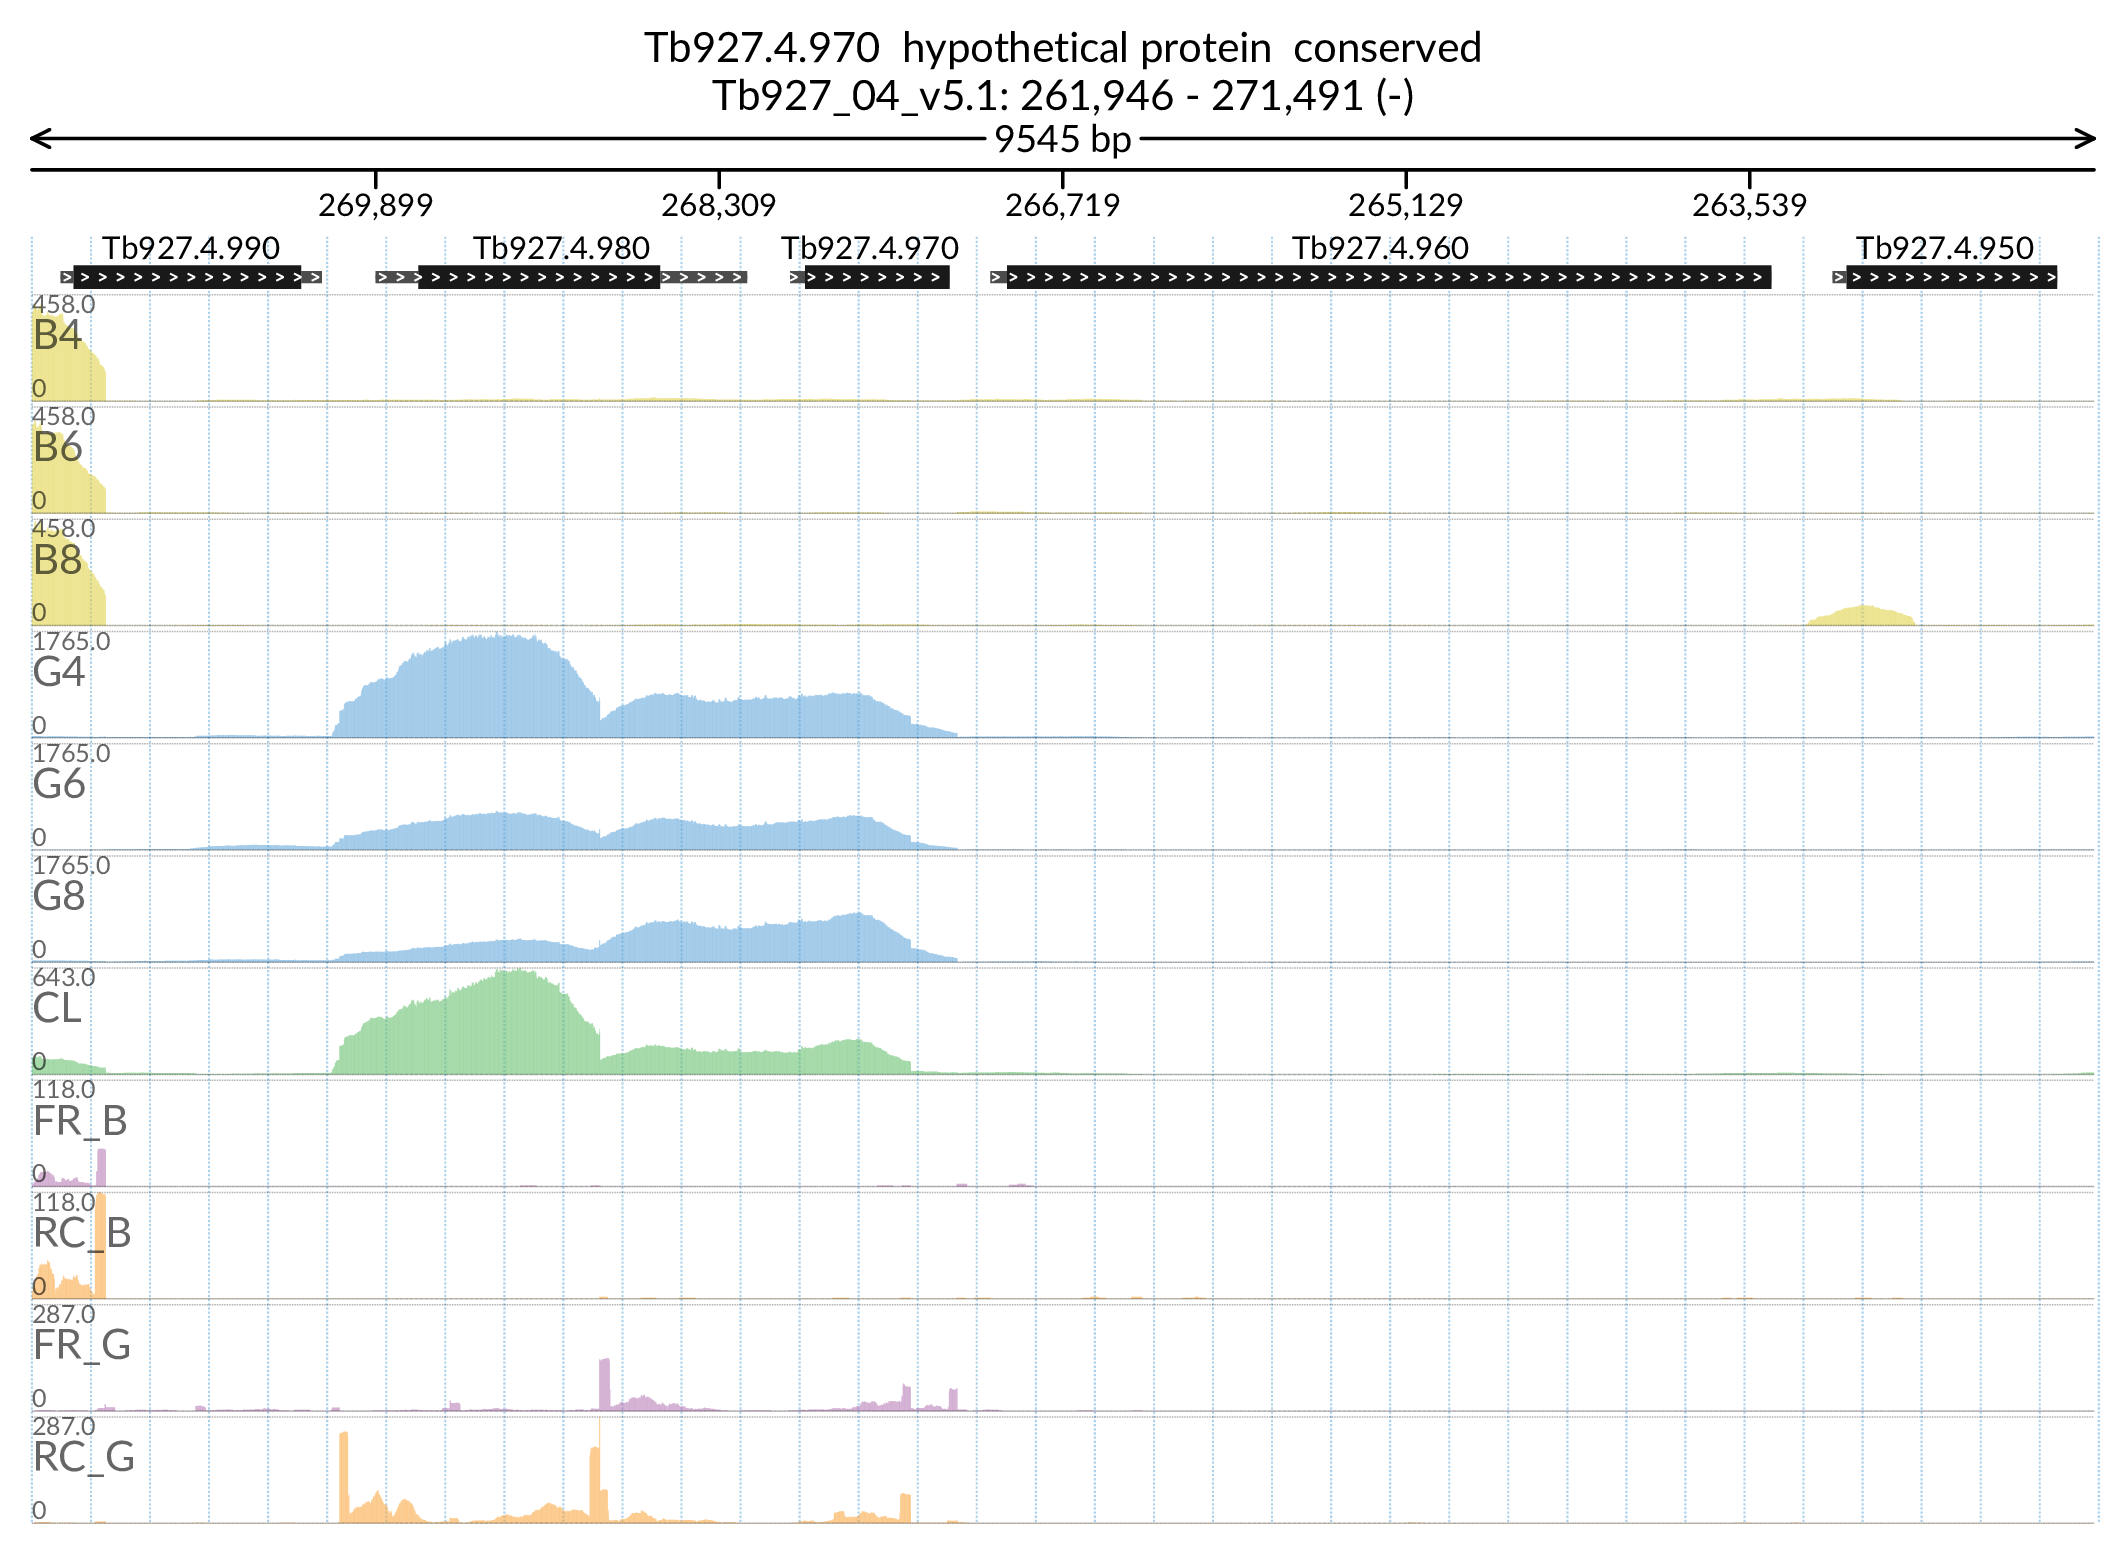 Tb927.4.970 hypothetical protein conserved
Tb927_04_v5.1: 261,946 - 271,491 (-)
9545 bp
269,899 268,309 266,719 265,129 263,539
Tb927.4.990 Tb927.4.980 Tb927.4.970 Tb927.4.960 Tb927.4.950
458.0
B4
0
458.0
B6
0
458.0
B8
0
1765.0
G4
0
1765.0
G6
0
1765.0
G8
0
643.0
CL
0
118.0
FR_B
0
118.0
RC_B
0
287.0
FR_G
0
287.0
RC_G
0